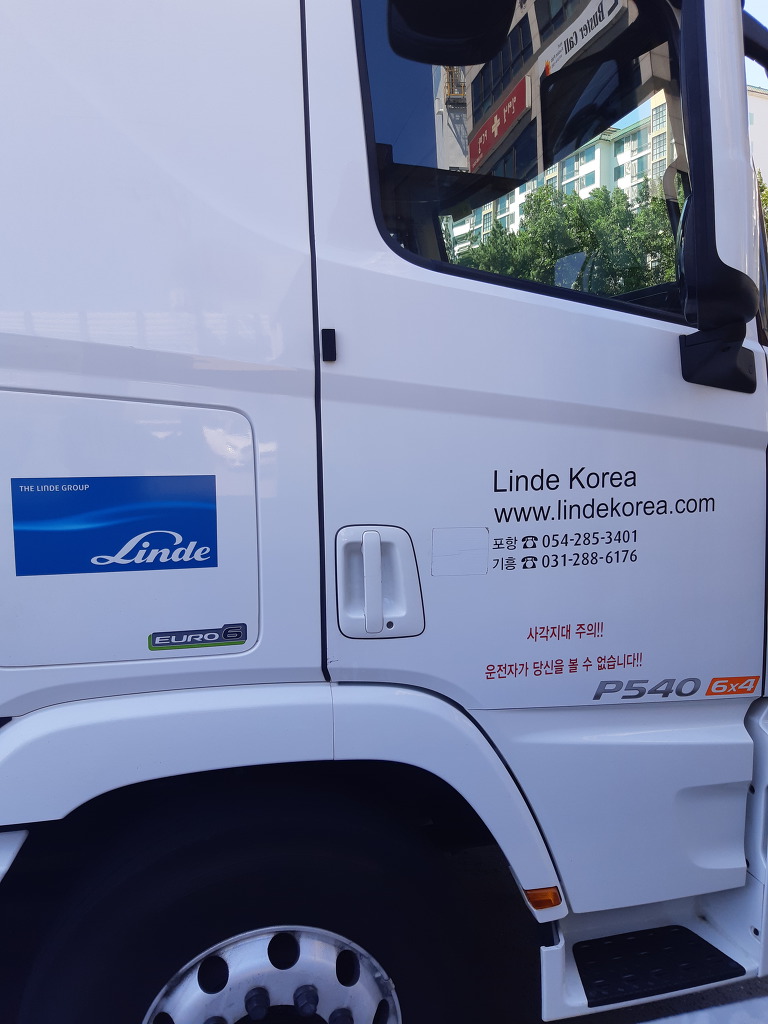 Buster Call
THE LINDE GROUP
Linde
EURO 6
Linde Korea
www.lindekorea.com
포항 ☎ 054-285-3401
기흥 ☎ 031-288-6176
사각지대 주의!!
운전자가 당신을 볼 수 없습니다!!
P540 6x4